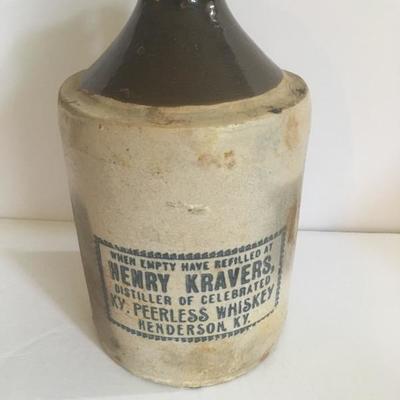 WHEN EMPTY HAVE REFILLED AT
HENRY KRAVERS,
DISTILLER OF CELEBRATED
KY. PEERLESS WHISKEY
HENDERSON, KY.